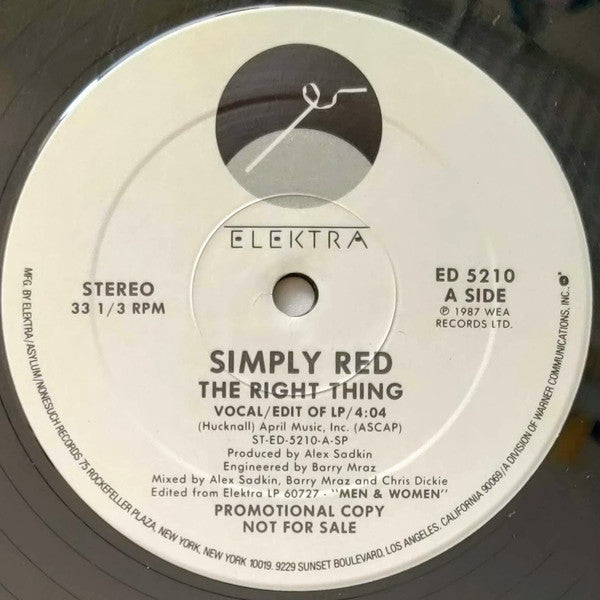 ELEKTRA
STEREO
33 1/3 RPM
ED 5210
A SIDE
℗ 1987 WEA
RECORDS LTD.
SIMPLY RED
THE RIGHT THING
VOCAL/EDIT OF LP/4:04
(Hucknall) April Music, Inc. (ASCAP)
ST-ED-5210-A-SP
Produced by Alex Sadkin
Engineered by Barry Mraz
Mixed by Alex Sadkin, Barry Mraz and Chris Dickie
Edited from Elektra LP 60727 - "MEN & WOMEN"
PROMOTIONAL COPY
NOT FOR SALE
MFG. BY ELEKTRA/ASYLUM/NONESUCH RECORDS 75 ROCKEFELLER PLAZA, NEW YORK, NEW YORK 10019. 9229 SUNSET BOULEVARD, LOS ANGELES, CALIFORNIA 90069/A DIVISION OF WARNER COMMUNICATIONS, INC.